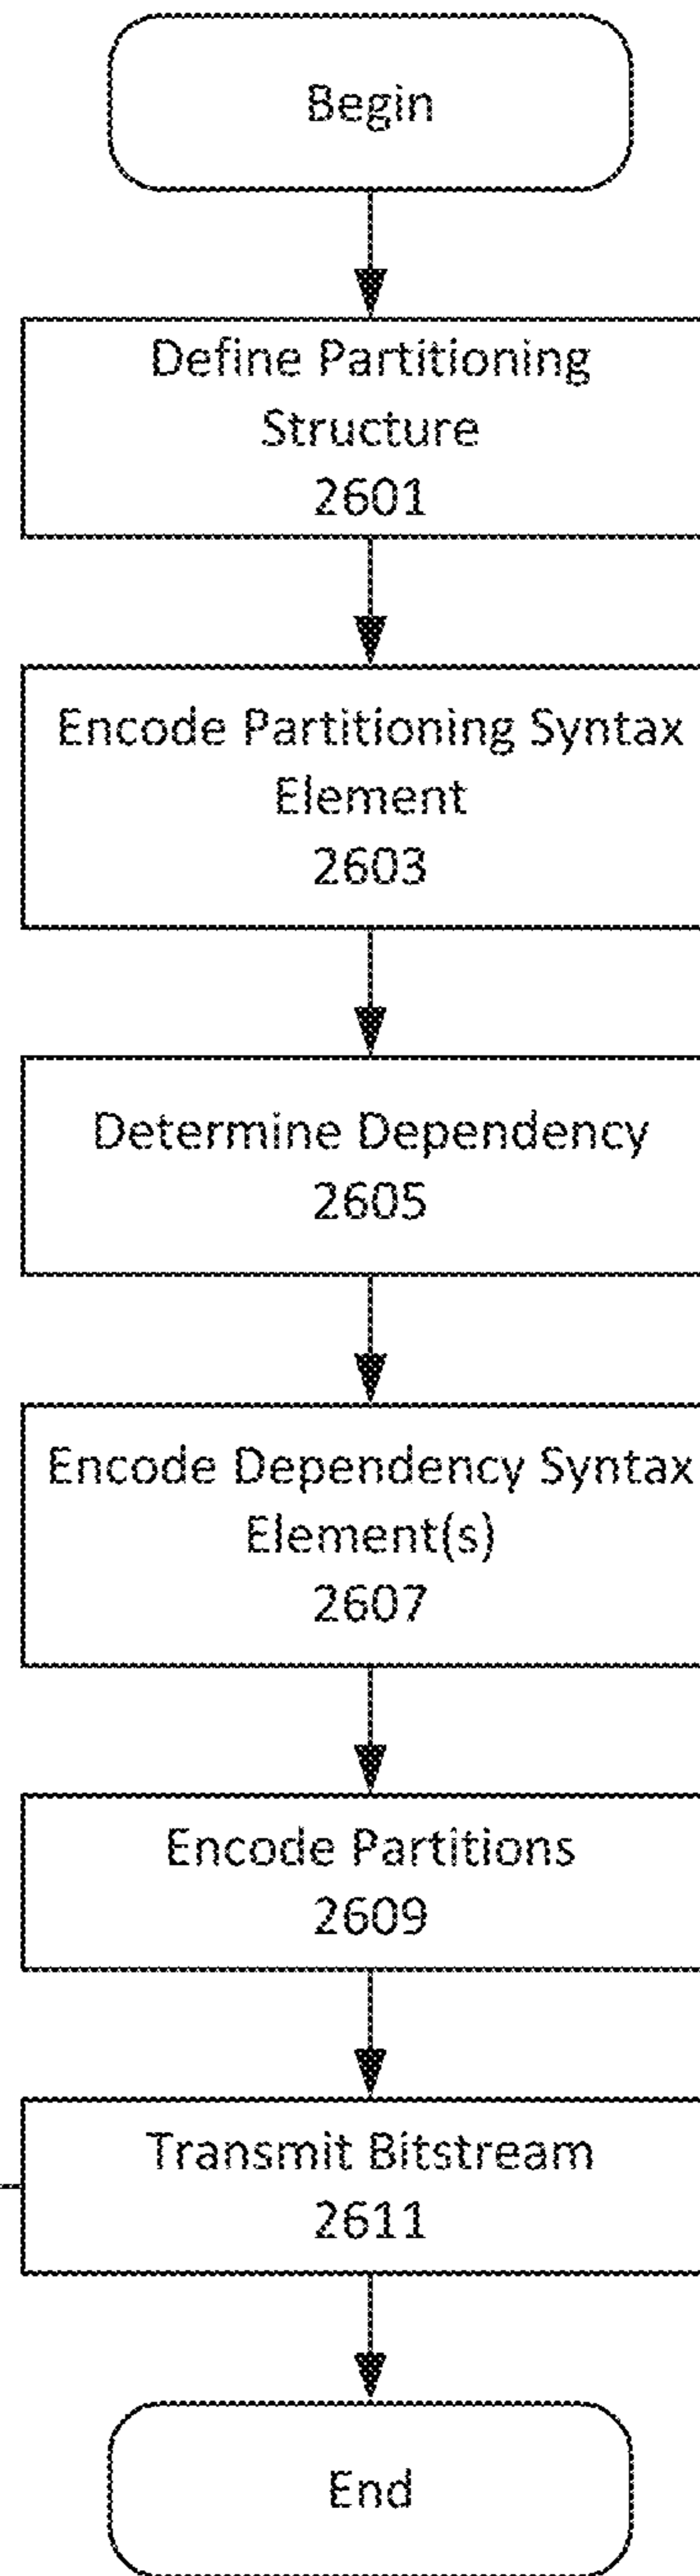 Begin
Define Partitioning
Structure
2601
Encode Partitioning Syntax
Element
2603
Determine Dependency
2605
Encode Dependency Syntax
Element(s)
2607
Encode Partitions
2609
Transmit Bitstream
2611
End